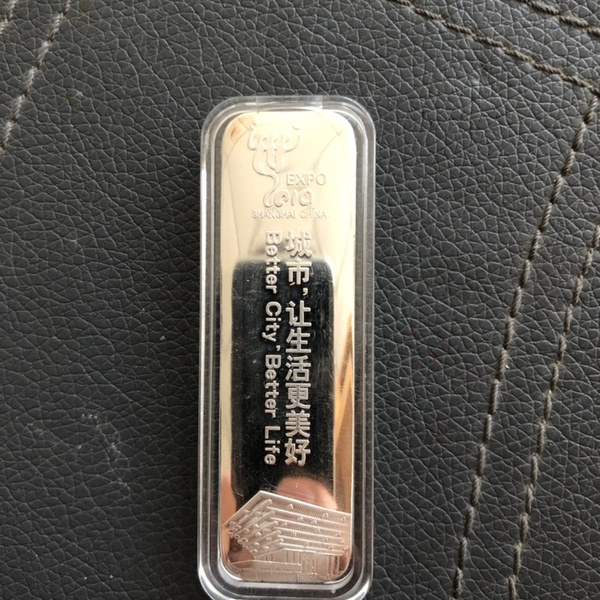 EXPO
2010
SHANGHAI CHINA
城市，让生活更美好
Better City, Better Life